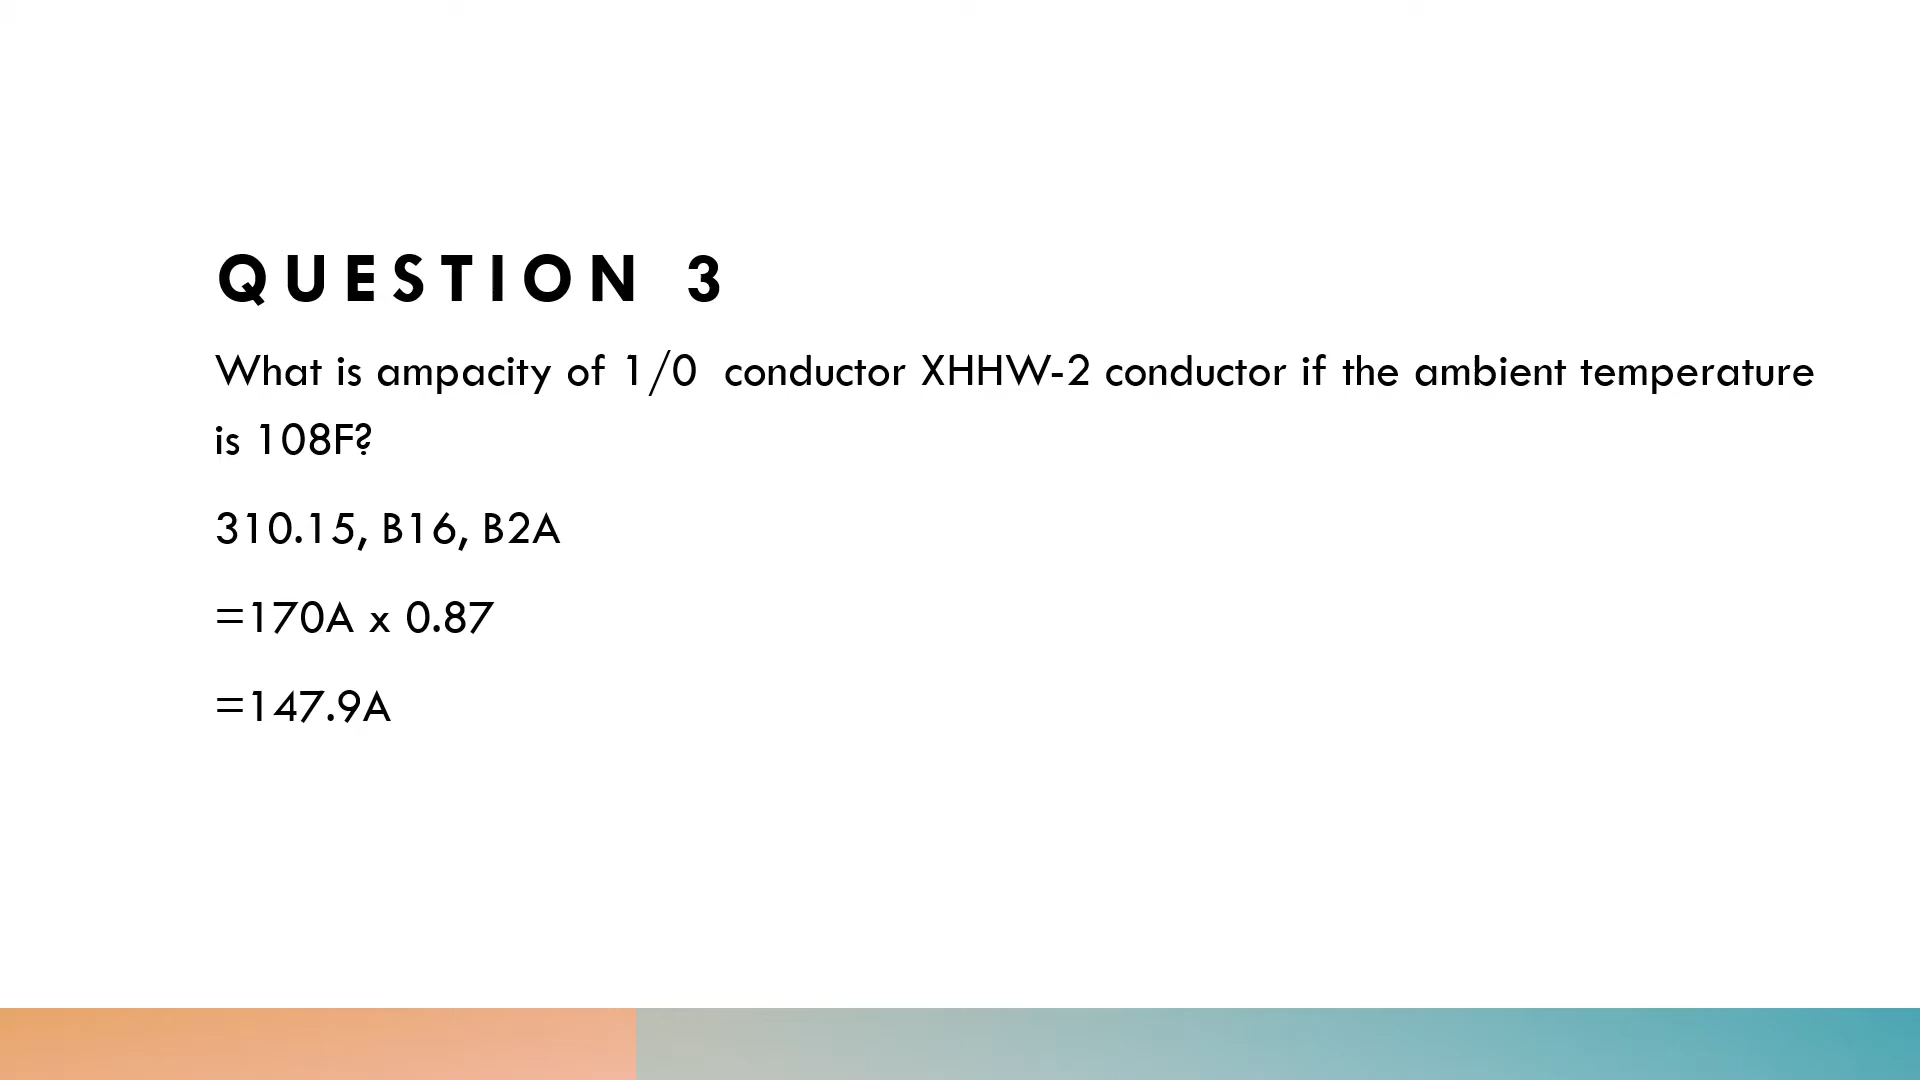 QUESTION 3
What is ampacity of 1/0 conductor XHHW-2 conductor if the ambient temperature
is 108F?
310.15, B16, B2A
=170A x 0.87
=147.9A